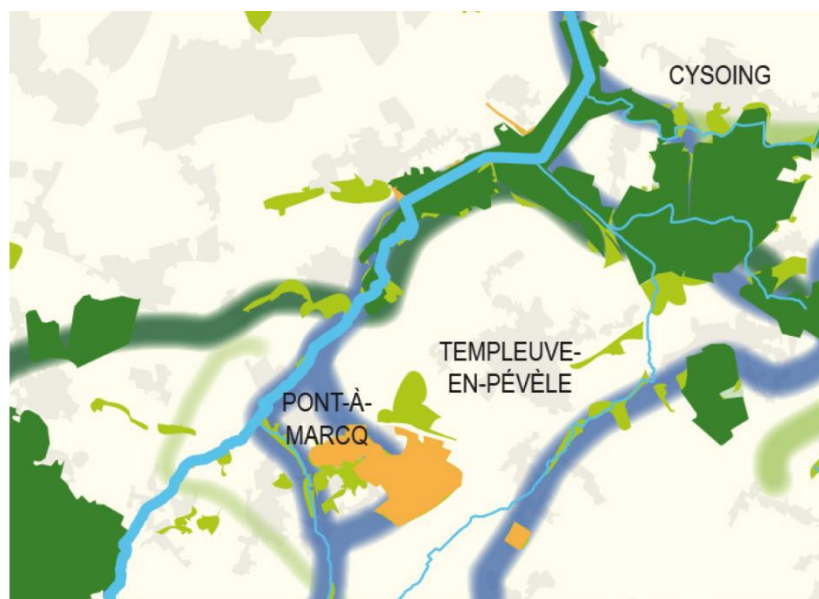 CYSOING
TEMPLEUVE-
EN-PÉVÈLE
PONT-À-
MARCQ